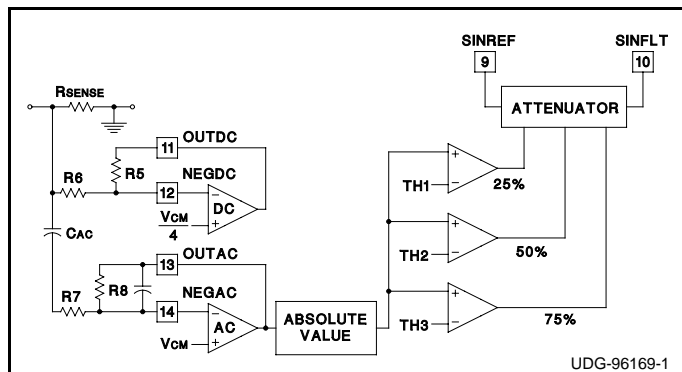 SINREF SINFLT
9 10
RSENSE
ATTENUATOR
11 OUTDC
R6 R5 NEGDC
12
DC
VCM
4
CAC
TH1
25%
13 OUTAC
TH2
50%
R7 R8 NEGAC
14
AC
VCM
ABSOLUTE
VALUE
TH3
75%
UDG-96169-1